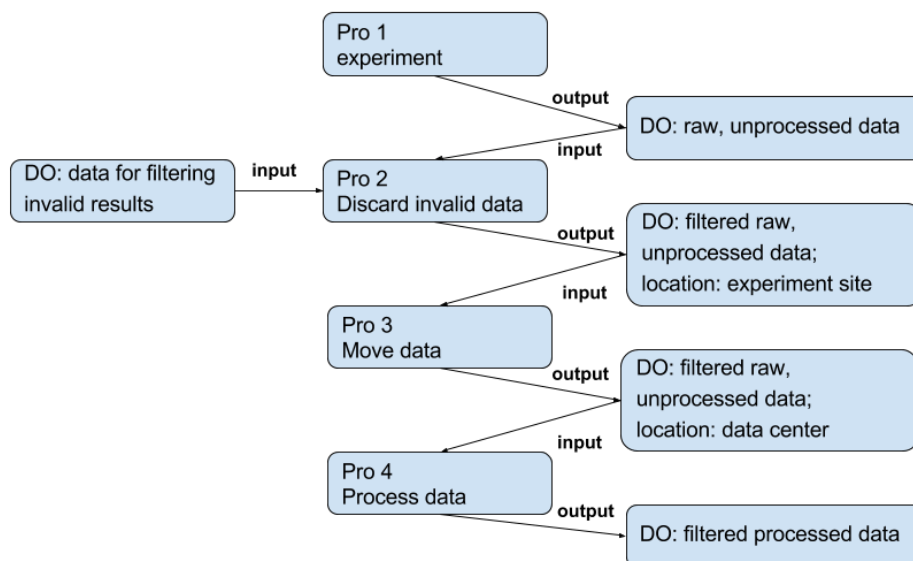 Pro 1
experiment
output
DO: raw, unprocessed data
input
DO: data for filtering
invalid results
input
Pro 2
Discard invalid data
output
DO: filtered raw,
unprocessed data;
location: experiment site
input
Pro 3
Move data
output
DO: filtered raw,
unprocessed data;
location: data center
input
Pro 4
Process data
output
DO: filtered processed data